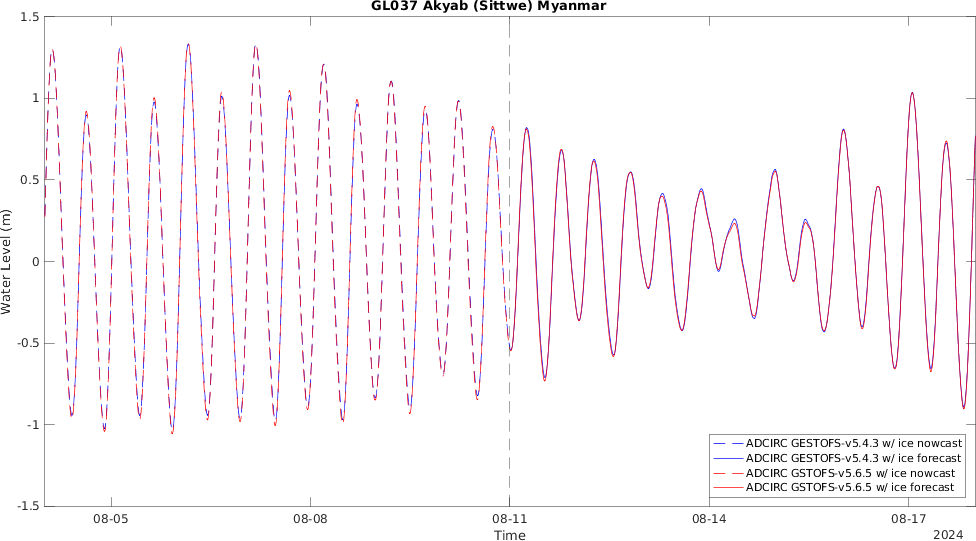 GL037 Akyab (Sittwe) Myanmar
1.5
1
0.5
0
-0.5
-1
-1.5
Water Level (m)
08-05
08-08
08-11
08-14
08-17
Time
2024
ADCIRC GESTOFS-v5.4.3 w/ ice nowcast
ADCIRC GESTOFS-v5.4.3 w/ ice forecast
ADCIRC GSTOFS-v5.6.5 w/ ice nowcast
ADCIRC GSTOFS-v5.6.5 w/ ice forecast